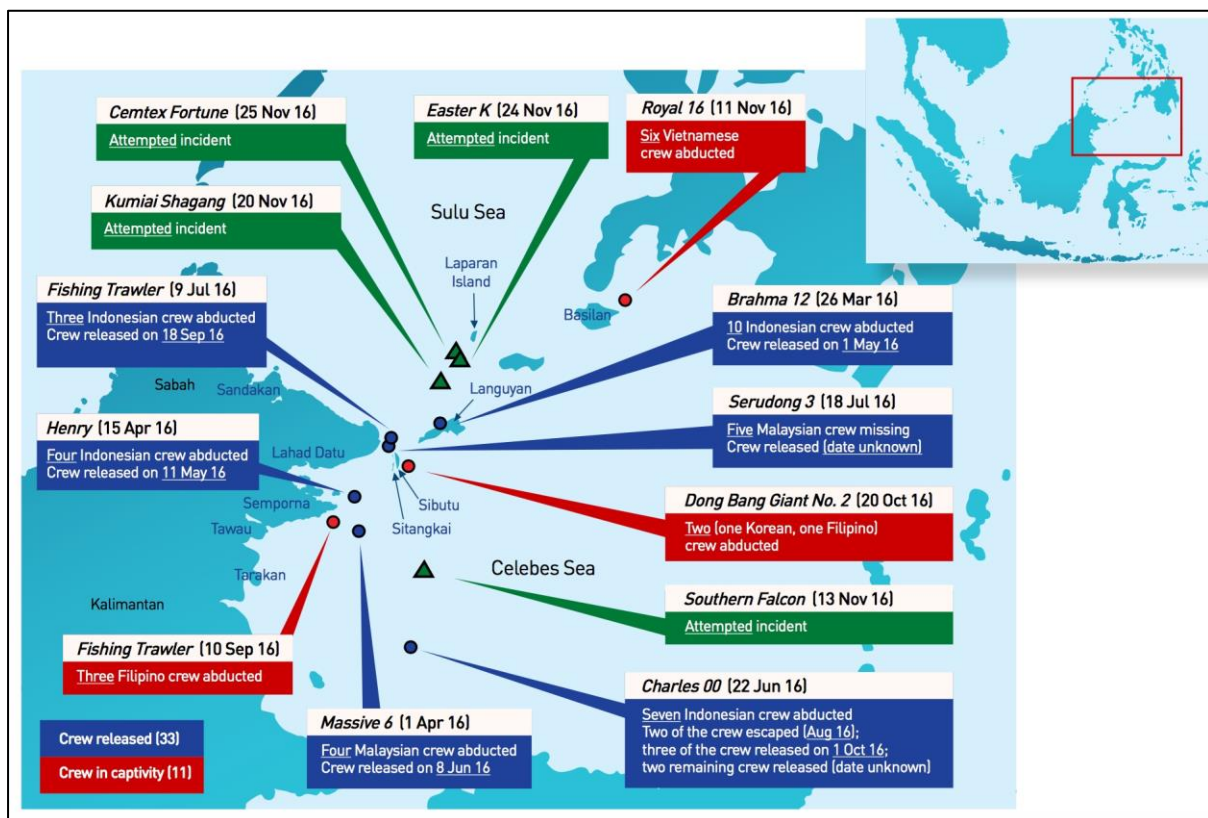 Cemtex Fortune (25 Nov 16)
Attempted incident
Easter K (24 Nov 16)
Attempted incident
Royal 16 (11 Nov 16)
Six Vietnamese
crew abducted
Kumiai Shagang (20 Nov 16)
Attempted incident
Sulu Sea
Laparan
Island
Basilan
Fishing Trawler (9 Jul 16)
Three Indonesian crew abducted
Crew released on 18 Sep 16
Brahma 12 (26 Mar 16)
10 Indonesian crew abducted
Crew released on 1 May 16
Sabah
Sandakan
Languyan
Serudong 3 (18 Jul 16)
Five Malaysian crew missing
Crew released (date unknown)
Henry (15 Apr 16)
Four Indonesian crew abducted
Crew released on 11 May 16
Lahad Datu
Semporna
Tawau
Sibutu
Sitangkai
Dong Bang Giant No. 2 (20 Oct 16)
Two (one Korean, one Filipino)
crew abducted
Tarakan
Celebes Sea
Kalimantan
Southern Falcon (13 Nov 16)
Attempted incident
Fishing Trawler (10 Sep 16)
Three Filipino crew abducted
Charles 00 (22 Jun 16)
Seven Indonesian crew abducted
Two of the crew escaped (Aug 16);
three of the crew released on 1 Oct 16;
two remaining crew released (date unknown)
Massive 6 (1 Apr 16)
Four Malaysian crew abducted
Crew released on 8 Jun 16
Crew released (33)
Crew in captivity (11)